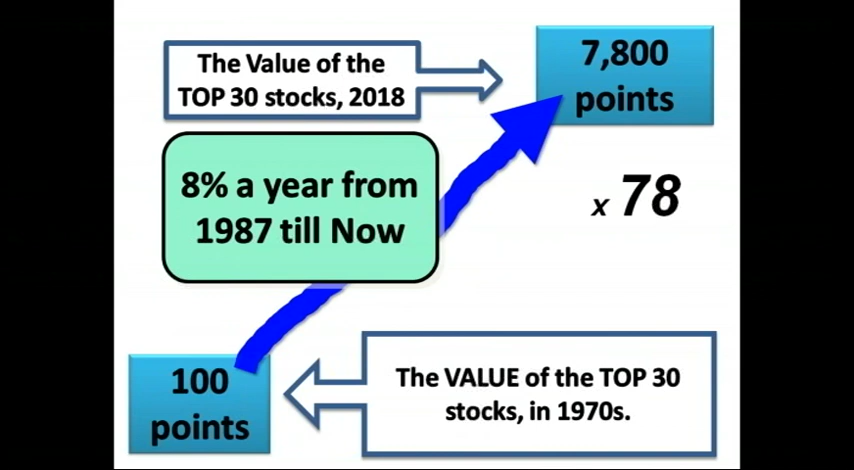 The Value of the
TOP 30 stocks, 2018
7,800
points
8% a year from
1987 till Now
x 78
100
points
The VALUE of the TOP 30
stocks, in 1970s.